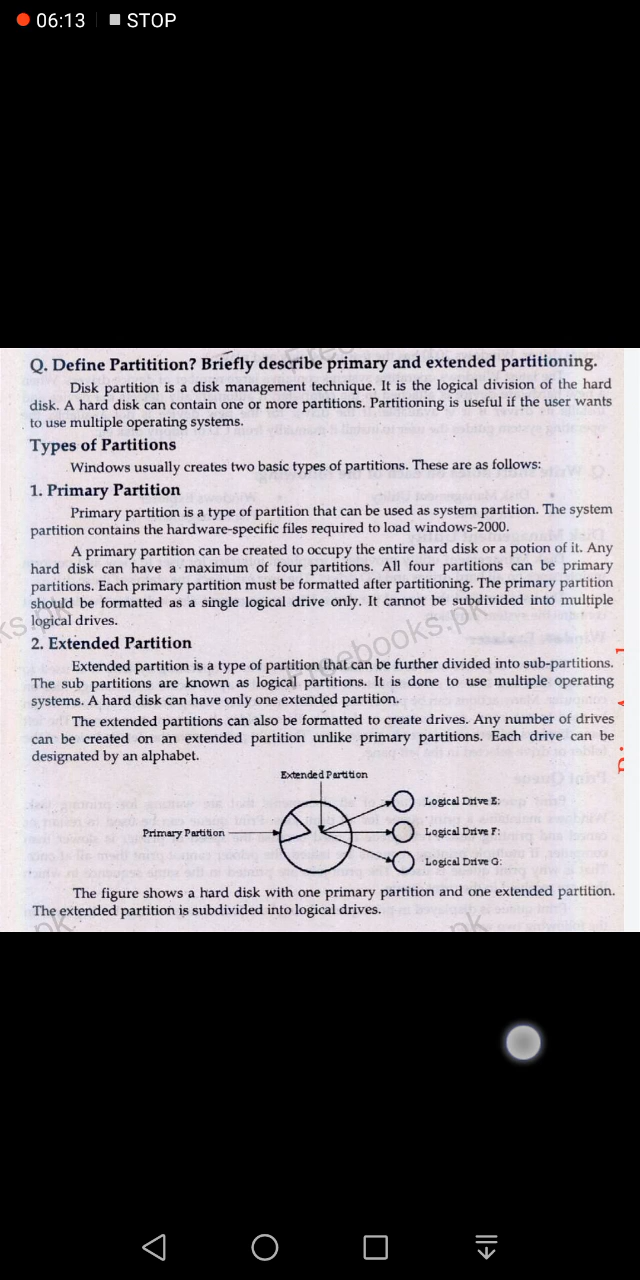 06:13 STOP
Q. Define Partitition? Briefly describe primary and extended partitioning.
Disk partition is a disk management technique. It is the logical division of the hard
disk. A hard disk can contain one or more partitions. Partitioning is useful if the user wants
to use multiple operating systems.
Types of Partitions
Windows usually creates two basic types of partitions. These are as follows:
1. Primary Partition
Primary partition is a type of partition that can be used as system partition. The system
partition contains the hardware-specific files required to load windows-2000.
A primary partition can be created to occupy the entire hard disk or a potion of it. Any
hard disk can have a maximum of four partitions. All four partitions can be primary
partitions. Each primary partition must be formatted after partitioning. The primary partition
should be formatted as a single logical drive only. It cannot be subdivided into multiple
logical drives.
2. Extended Partition
Extended partition is a type of partition that can be further divided into sub-partitions.
The sub partitions are known as logical partitions. It is done to use multiple operating
systems. A hard disk can have only one extended partition.
The extended partitions can also be formatted to create drives. Any number of drives
can be created on an extended partition unlike primary partitions. Each drive can be
designated by an alphabet.
Extended Partition
Primary Partition
Logical Drive E:
Logical Drive F:
Logical Drive G:
The figure shows a hard disk with one primary partition and one extended partition.
The extended partition is subdivided into logical drives.
Freebooks.pk